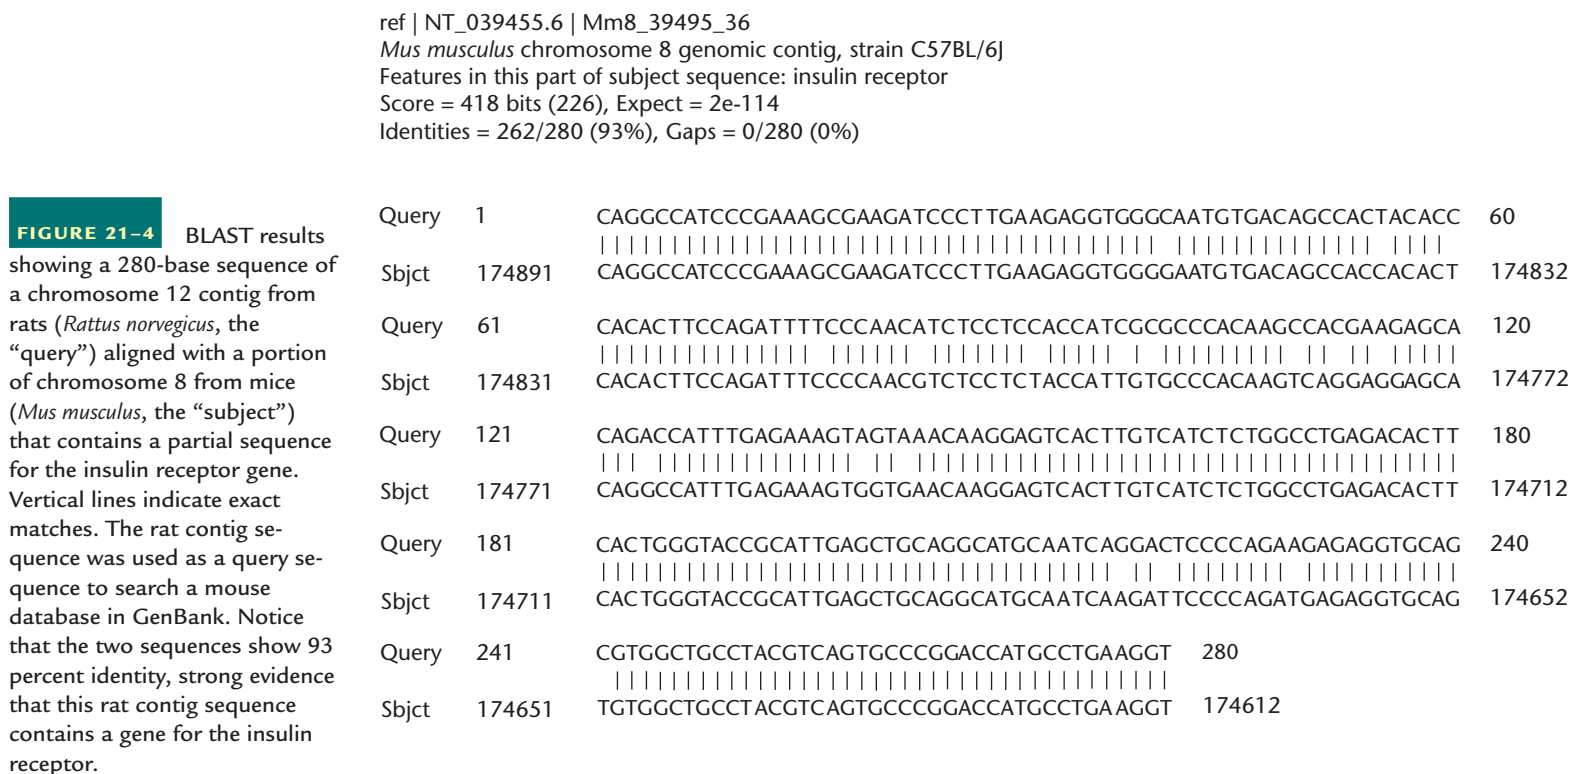 ref | NT_039455.6 | Mm8_39495_36
Mus musculus chromosome 8 genomic contig, strain C57BL/6J
Features in this part of subject sequence: insulin receptor
Score = 418 bits (226), Expect = 2e-114
Identities = 262/280 (93%), Gaps = 0/280 (0%)
FIGURE 21–4 BLAST results
showing a 280-base sequence of
a chromosome 12 contig from
rats (Rattus norvegicus, the
“query”) aligned with a portion
of chromosome 8 from mice
(Mus musculus, the “subject”)
that contains a partial sequence
for the insulin receptor gene.
Vertical lines indicate exact
matches. The rat contig se-
quence was used as a query se-
quence to search a mouse
database in GenBank. Notice
that the two sequences show 93
percent identity, strong evidence
that this rat contig sequence
contains a gene for the insulin
receptor.
Query 1 CAGGCCATCCCGAAAGCGAAGATCCCTTGAAGAGGTGGGCAATGTGACAGCCACTACACC 60
Sbjct 174891 CAGGCCATCCCGAAAGCGAAGATCCCTTGAAGAGGTGGGGAATGTGACAGCCACCACACT 174832
Query 61 CACACTTCCAGATTTTCCCAACATCTCCTCCACCATCGCGCCCACAAGCCACGAAGAGCA 120
Sbjct 174831 CACACTTCCAGATTTCCCCAACGTCTCCTCTACCATTGTGCCCACAAGTCAGGAGGAGCA 174772
Query 121 CAGACCATTTGAGAAAGTAGTAAACAAGGAGTCACTTGTCATCTCTGGCCTGAGACACTT 180
Sbjct 174771 CAGGCCATTTGAGAAAGTGGTGAACAAGGAGTCACTTGTCATCTCTGGCCTGAGACACTT 174712
Query 181 CACTGGGTACCGCATTGAGCTGCAGGCATGCAATCAGGACTCCCCAGAAGAGAGGTGCAG 240
Sbjct 174711 CACTGGGTACCGCATTGAGCTGCAGGCATGCAATCAAGATTCCCCAGATGAGAGGTGCAG 174652
Query 241 CGTGGCTGCCTACGTCAGTGCCCGGACCATGCCTGAAGGT 280
Sbjct 174651 TGTGGCTGCCTACGTCAGTGCCCGGACCATGCCTGAAGGT 174612